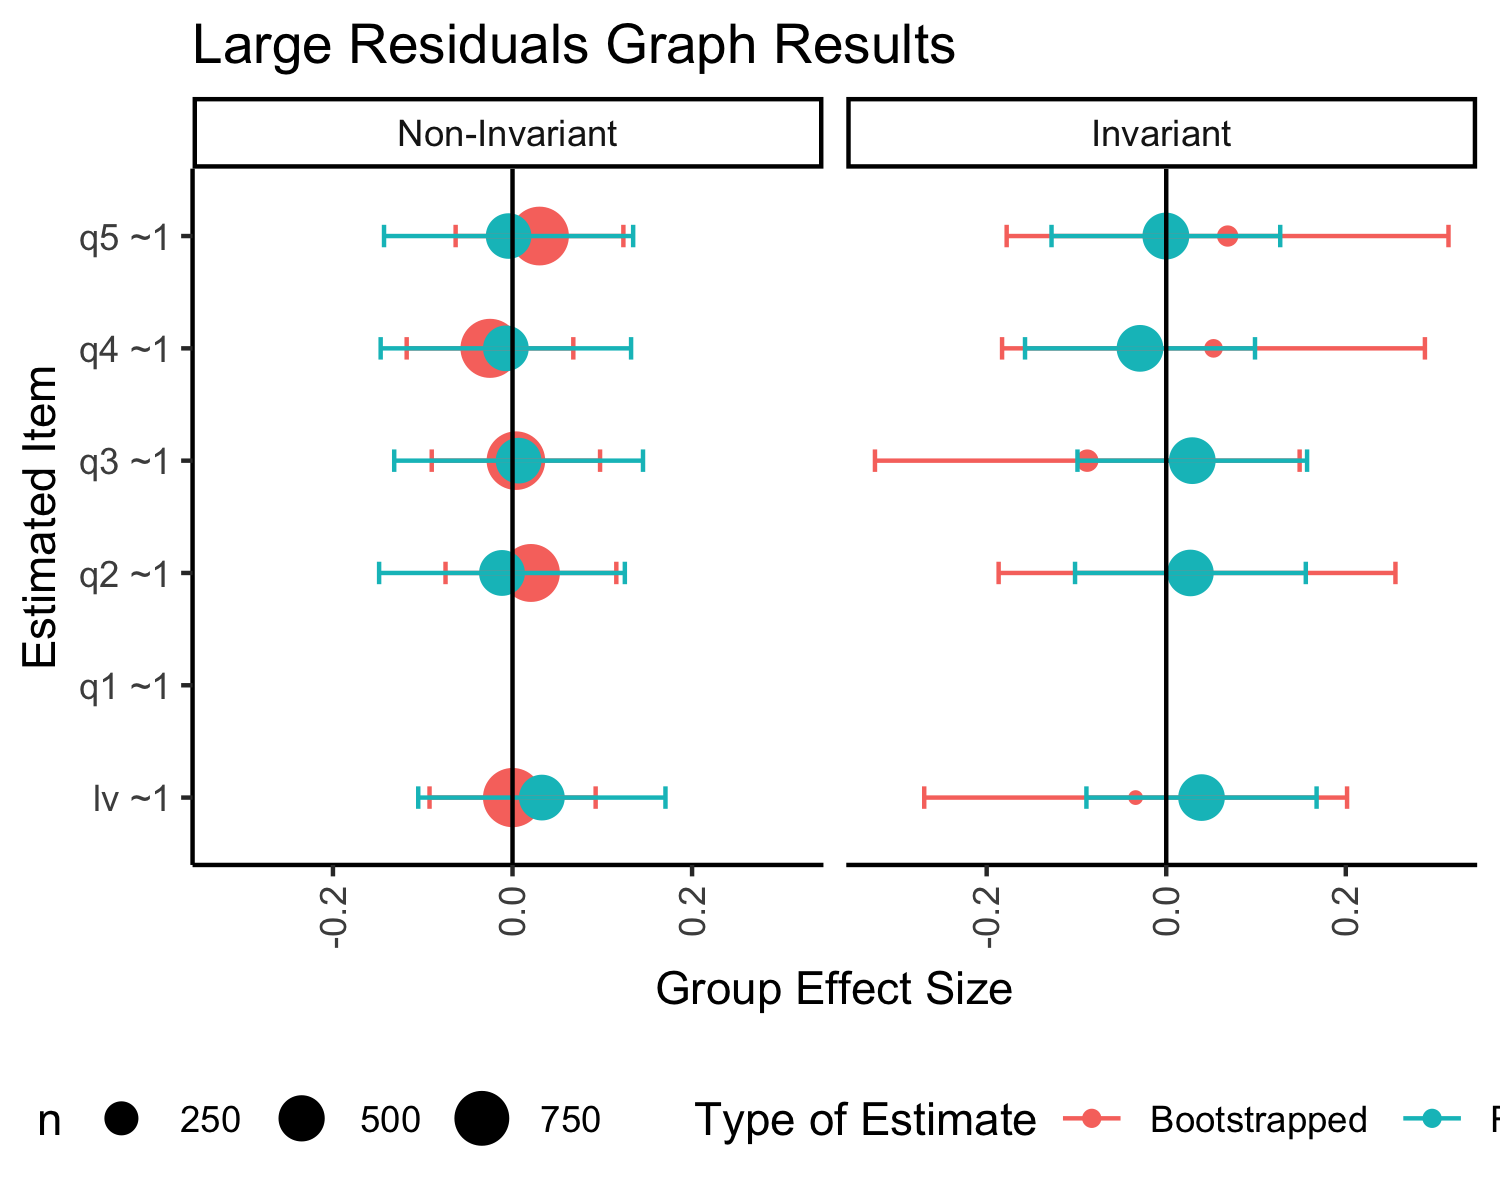 Large Residuals Graph Results
Non-Invariant
Invariant
Estimated Item
q5 ~1
q4 ~1
q3 ~1
q2 ~1
q1 ~1
lv ~1
-0.2 0.0 0.2
-0.2 0.0 0.2
Group Effect Size
n 250 500 750 Type of Estimate Bootstrapped